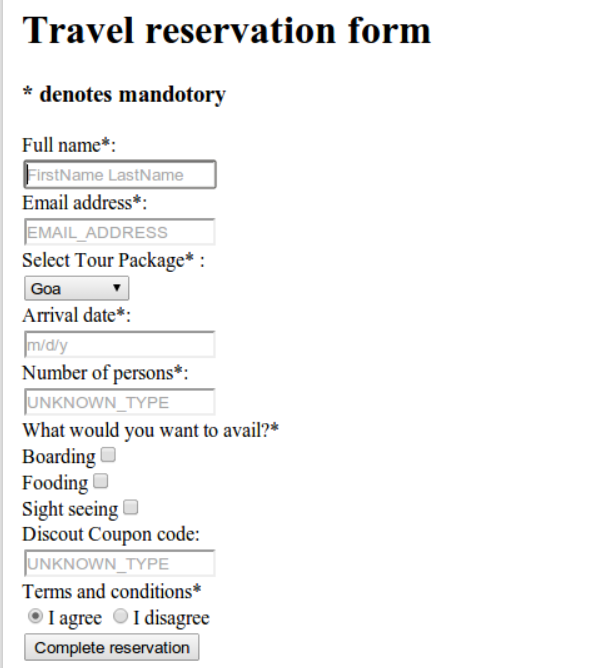 Travel reservation form
* denotes mandotory
Full name*:
FirstName LastName
Email address*:
EMAIL_ADDRESS
Select Tour Package* :
Goa
Arrival date*:
m/d/y
Number of persons*:
UNKNOWN_TYPE
What would you want to avail?*
Boarding
Fooding
Sight seeing
Discout Coupon code:
UNKNOWN_TYPE
Terms and conditions*
I agree I disagree
Complete reservation